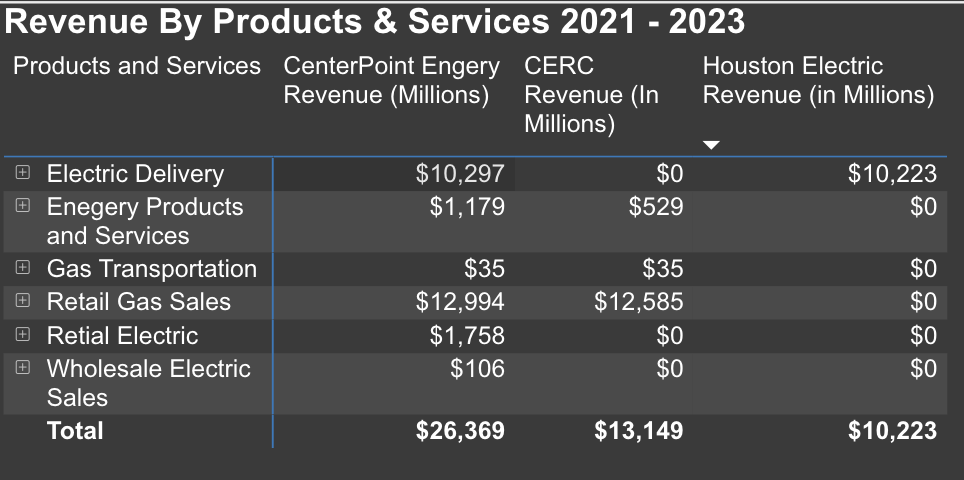 Revenue By Products & Services 2021 - 2023
Products and Services CenterPoint Engery CERC Houston Electric
Revenue (Millions) Revenue (In Revenue (in Millions)
Millions)
Electric Delivery $10,297 $0 $10,223
Enegery Products $1,179 $529 $0
and Services
Gas Transportation $35 $35 $0
Retail Gas Sales $12,994 $12,585 $0
Retial Electric $1,758 $0 $0
Wholesale Electric $106 $0 $0
Sales
Total $26,369 $13,149 $10,223